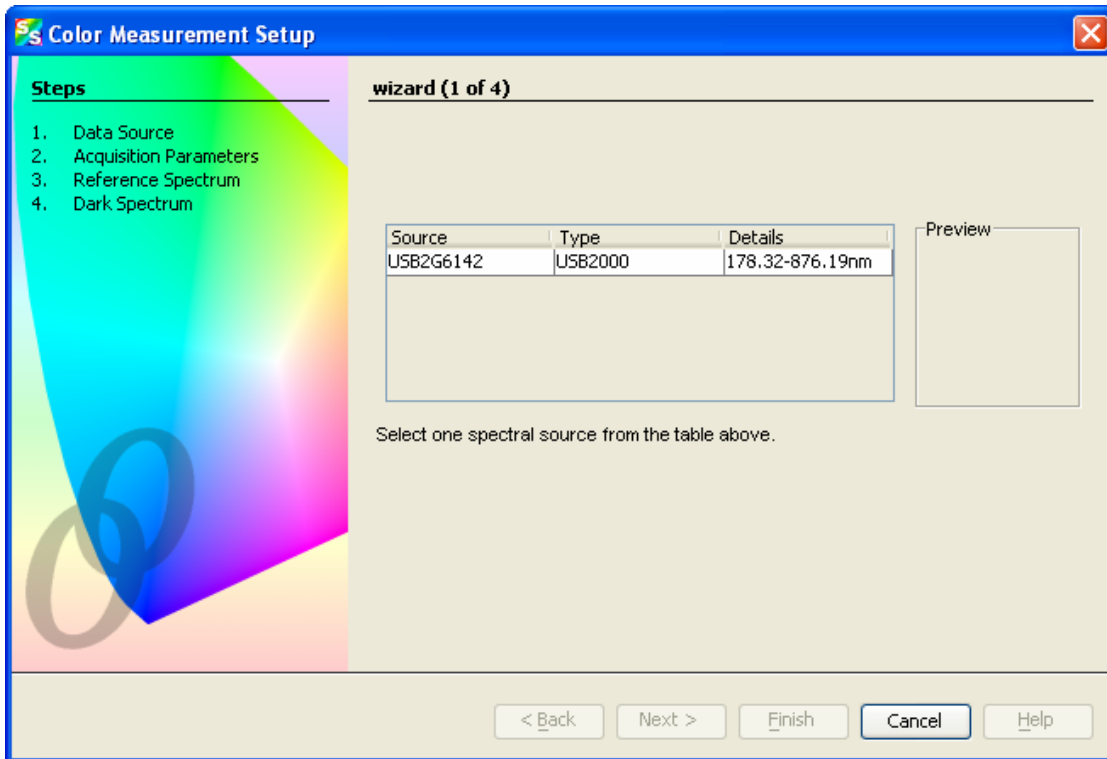 SS Color Measurement Setup
Steps
1. Data Source
2. Acquisition Parameters
3. Reference Spectrum
4. Dark Spectrum
wizard (1 of 4)
Source Type Details
USB2G6142 USB2000 178.32-876.19nm
Preview
Select one spectral source from the table above.
< Back Next > Finish Cancel Help